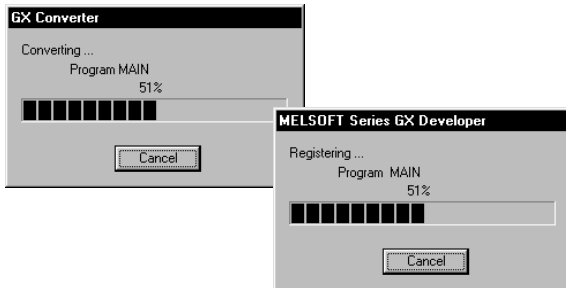 GX Converter
Converting ...
Program MAIN
51%
Cancel
MELSOFT Series GX Developer
Registering ...
Program MAIN
51%
Cancel